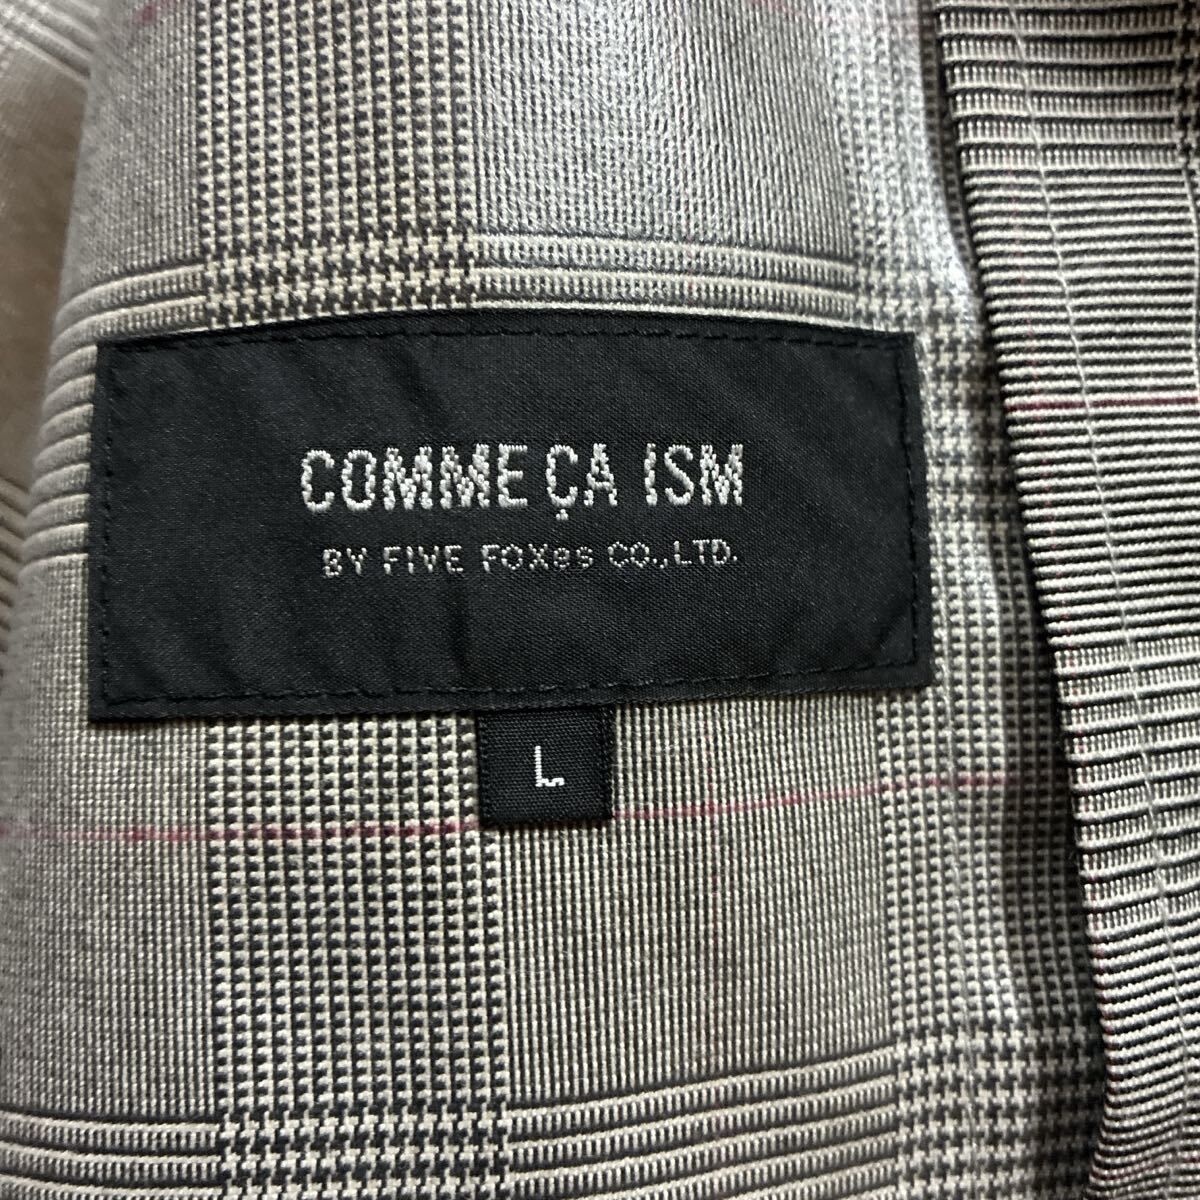 COMME ÇA ISM
BY FIVE FOXes CO.,LTD.
L